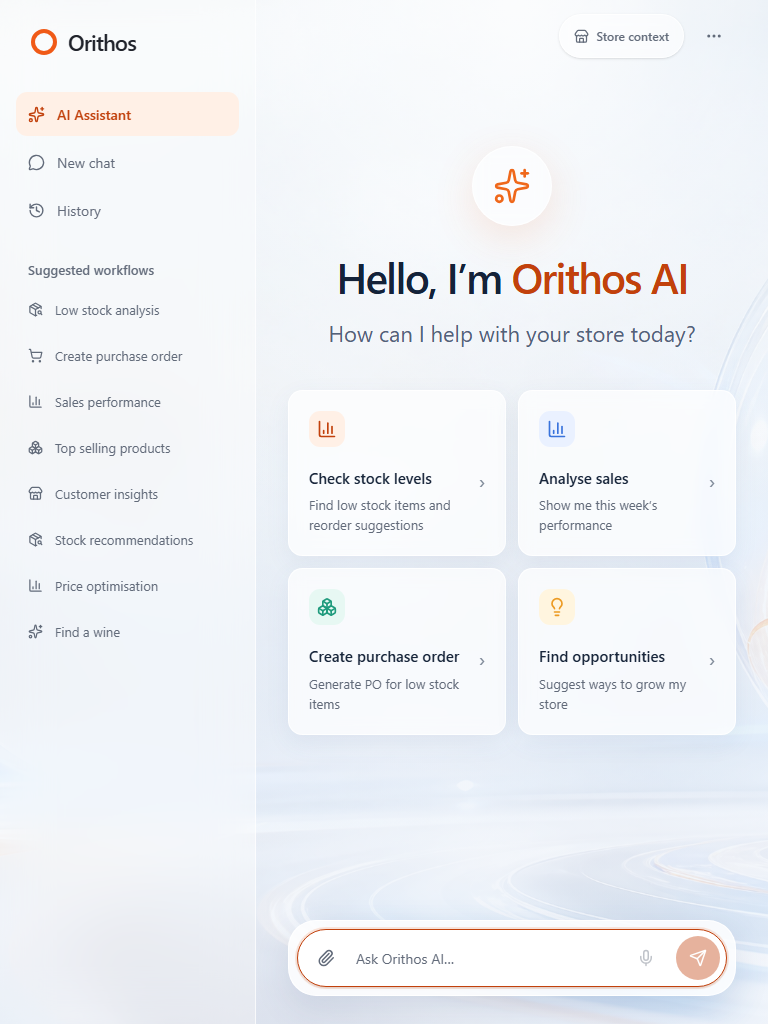 Orithos
Store context
AI Assistant
New chat
History
Suggested workflows
Low stock analysis
Create purchase order
Sales performance
Top selling products
Customer insights
Stock recommendations
Price optimisation
Find a wine
Hello, I’m Orithos AI
How can I help with your store today?
Check stock levels
Find low stock items and
reorder suggestions
Analyse sales
Show me this week's
performance
Create purchase order
Generate PO for low stock
items
Find opportunities
Suggest ways to grow my
store
Ask Orithos AI...